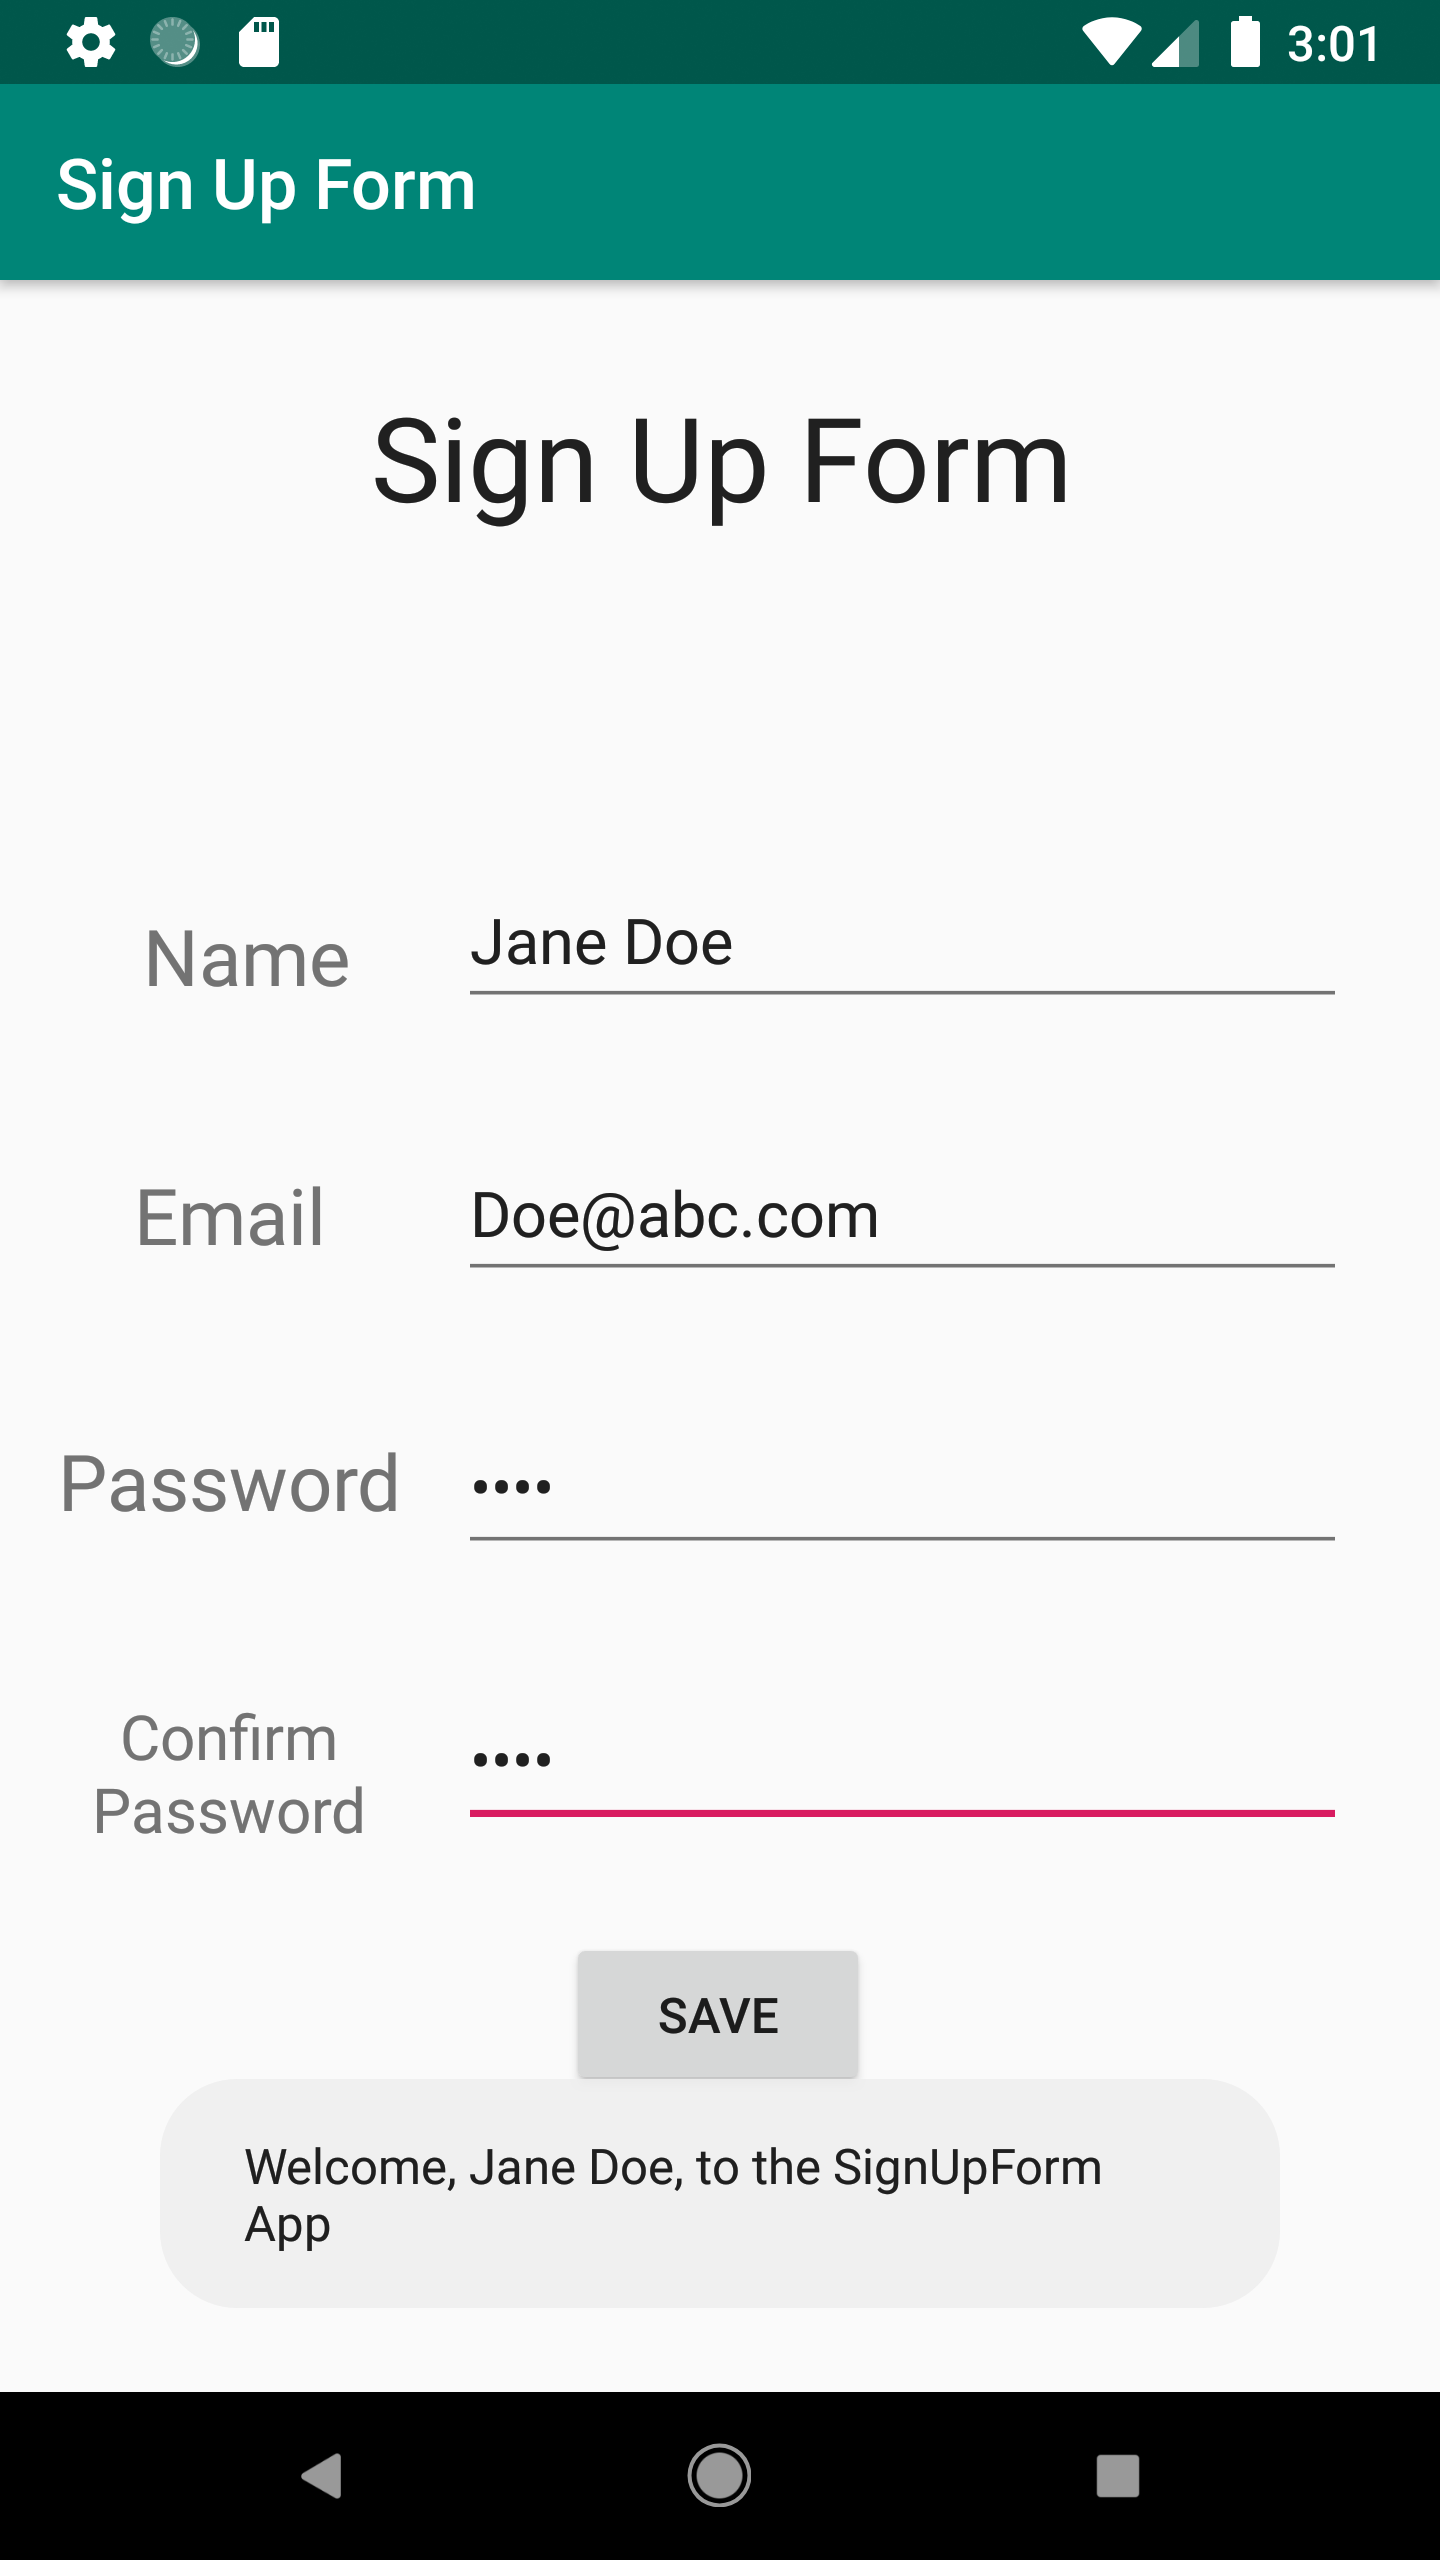 3:01
Sign Up Form
Sign Up Form
Name
Jane Doe
Email
Doe@abc.com
Password
••••
Confirm
Password
••••
SAVE
Welcome, Jane Doe, to the SignUpForm
App